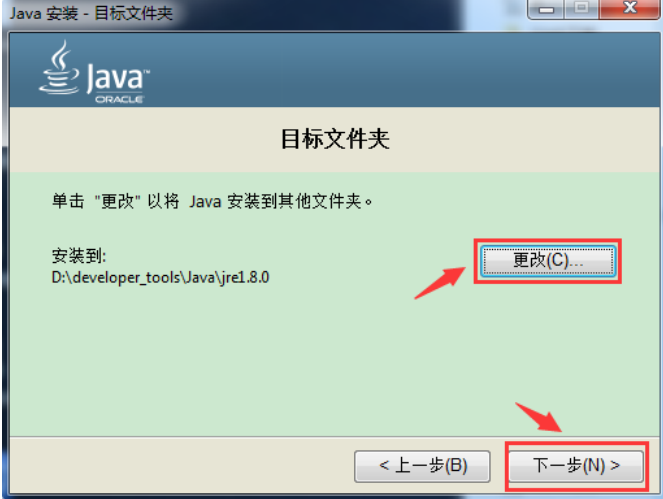 Java 安装 - 目标文件夹
Java™
ORACLE
目标文件夹
单击 "更改" 以将 Java 安装到其他文件夹。
安装到:
D:\developer_tools\Java\jre1.8.0
更改(C)...
< 上一步(B)
下一步(N) >